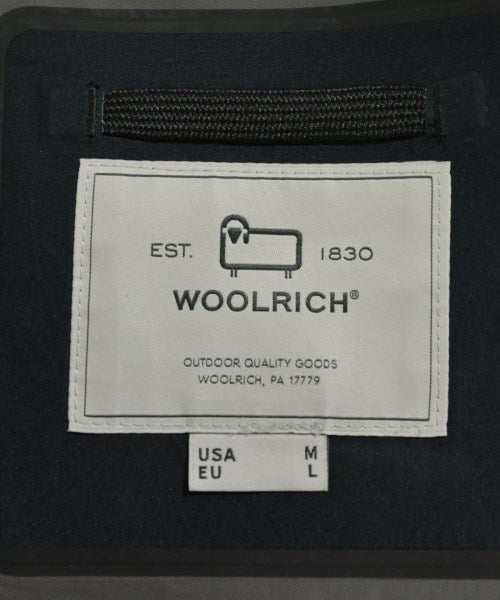 EST. 1830
WOOLRICH®
OUTDOOR QUALITY GOODS
WOOLRICH, PA 17779
USA M
EU L